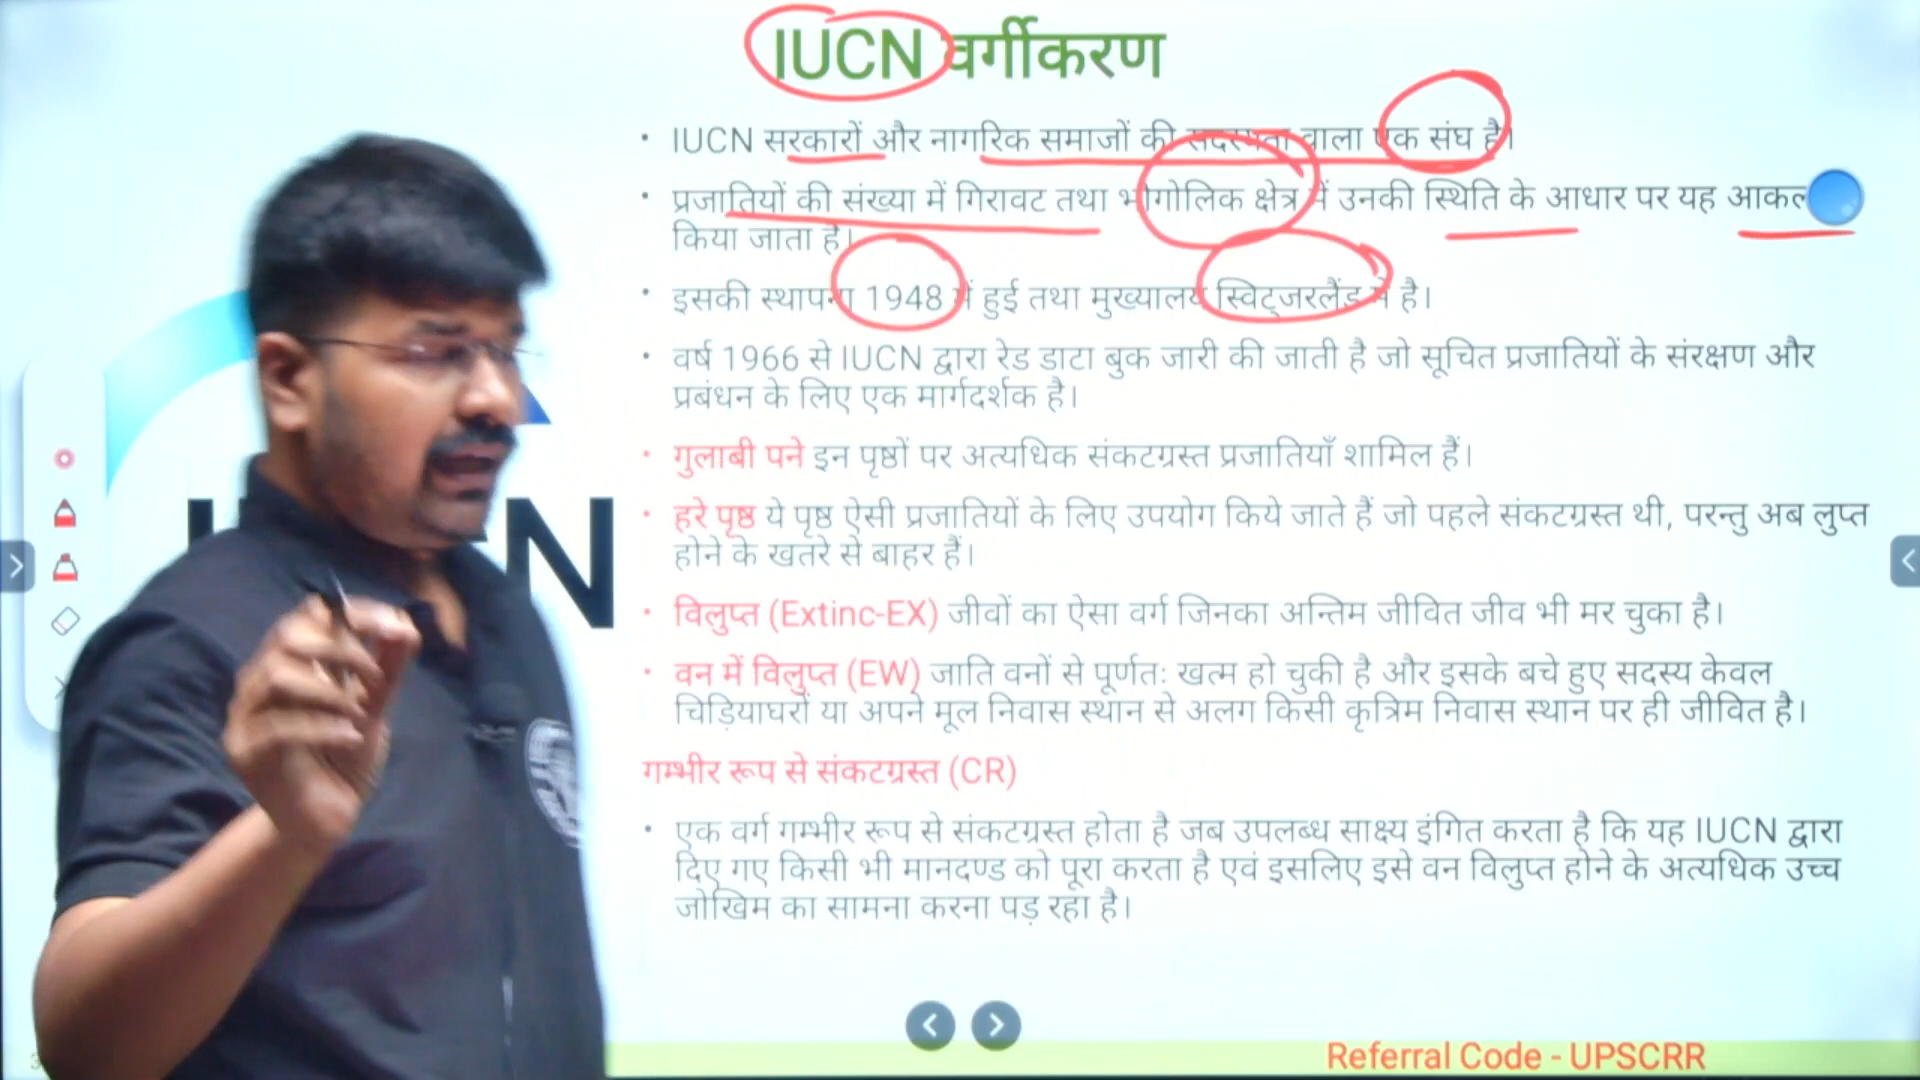 IUCN वर्गीकरण
• IUCN सरकारों और नागरिक समाजों की सदस्यता वाला एक संघ है।
• प्रजातियों की संख्या में गिरावट तथा भौगोलिक क्षेत्र में उनकी स्थिति के आधार पर यह
किया जाता है।
• इसकी स्थापना 1948 में हुई तथा मुख्यालय स्विट्जरलैंड में है।
• वर्ष 1966 से IUCN द्वारा रेड डाटा बुक जारी की जाती है जो सूचित प्रजातियों के संरक्षण और
प्रबंधन के लिए एक मार्गदर्शक है।
• गुलाबी पने इन पृष्ठों पर अत्यधिक संकटग्रस्त प्रजातियाँ शामिल हैं।
• हरे पृष्ठ ये पृष्ठ ऐसी प्रजातियों के लिए उपयोग किये जाते हैं जो पहले संकटग्रस्त थी, परन्तु अब लुप्त
होने के खतरे से बाहर हैं।
• विलुप्त (Extinc-EX) जीवों का ऐसा वर्ग जिनका अन्तिम जीवित जीव भी मर चुका है।
• वन में विलुप्त (EW) जाति वनों से पूर्णतः खत्म हो चुकी है और इसके बचे हुए सदस्य केवल
चिड़ियाघरों या अपने मूल निवास स्थान से अलग किसी कृत्रिम निवास स्थान पर ही जीवित है।
गम्भीर रूप से संकटग्रस्त (CR)
• एक वर्ग गम्भीर रूप से संकटग्रस्त होता है जब उपलब्ध साक्ष्य इंगित करता है कि यह IUCN द्वारा
दिए गए किसी भी मानदण्ड को पूरा करता है एवं इसलिए इसे वन विलुप्त होने के अत्यधिक उच्च
जोखिम का सामना करना पड़ रहा है।
Referral Code - UPSCRR